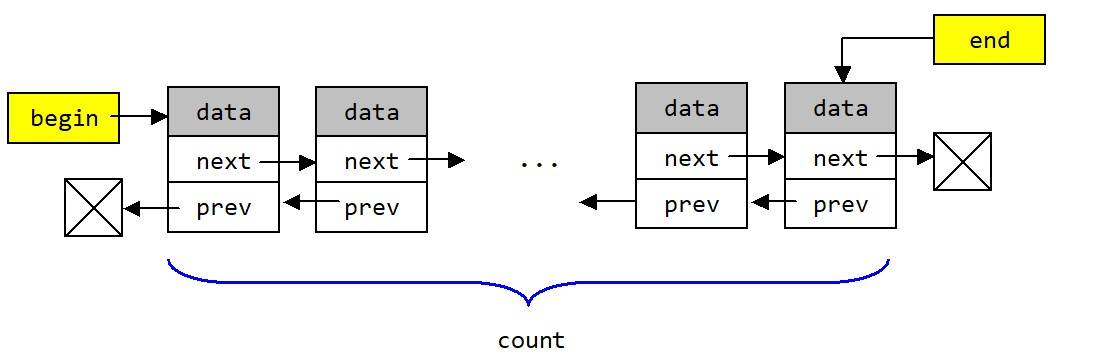 end
begin
data
next
prev
data
next
prev
...
data
next
prev
data
next
prev
count